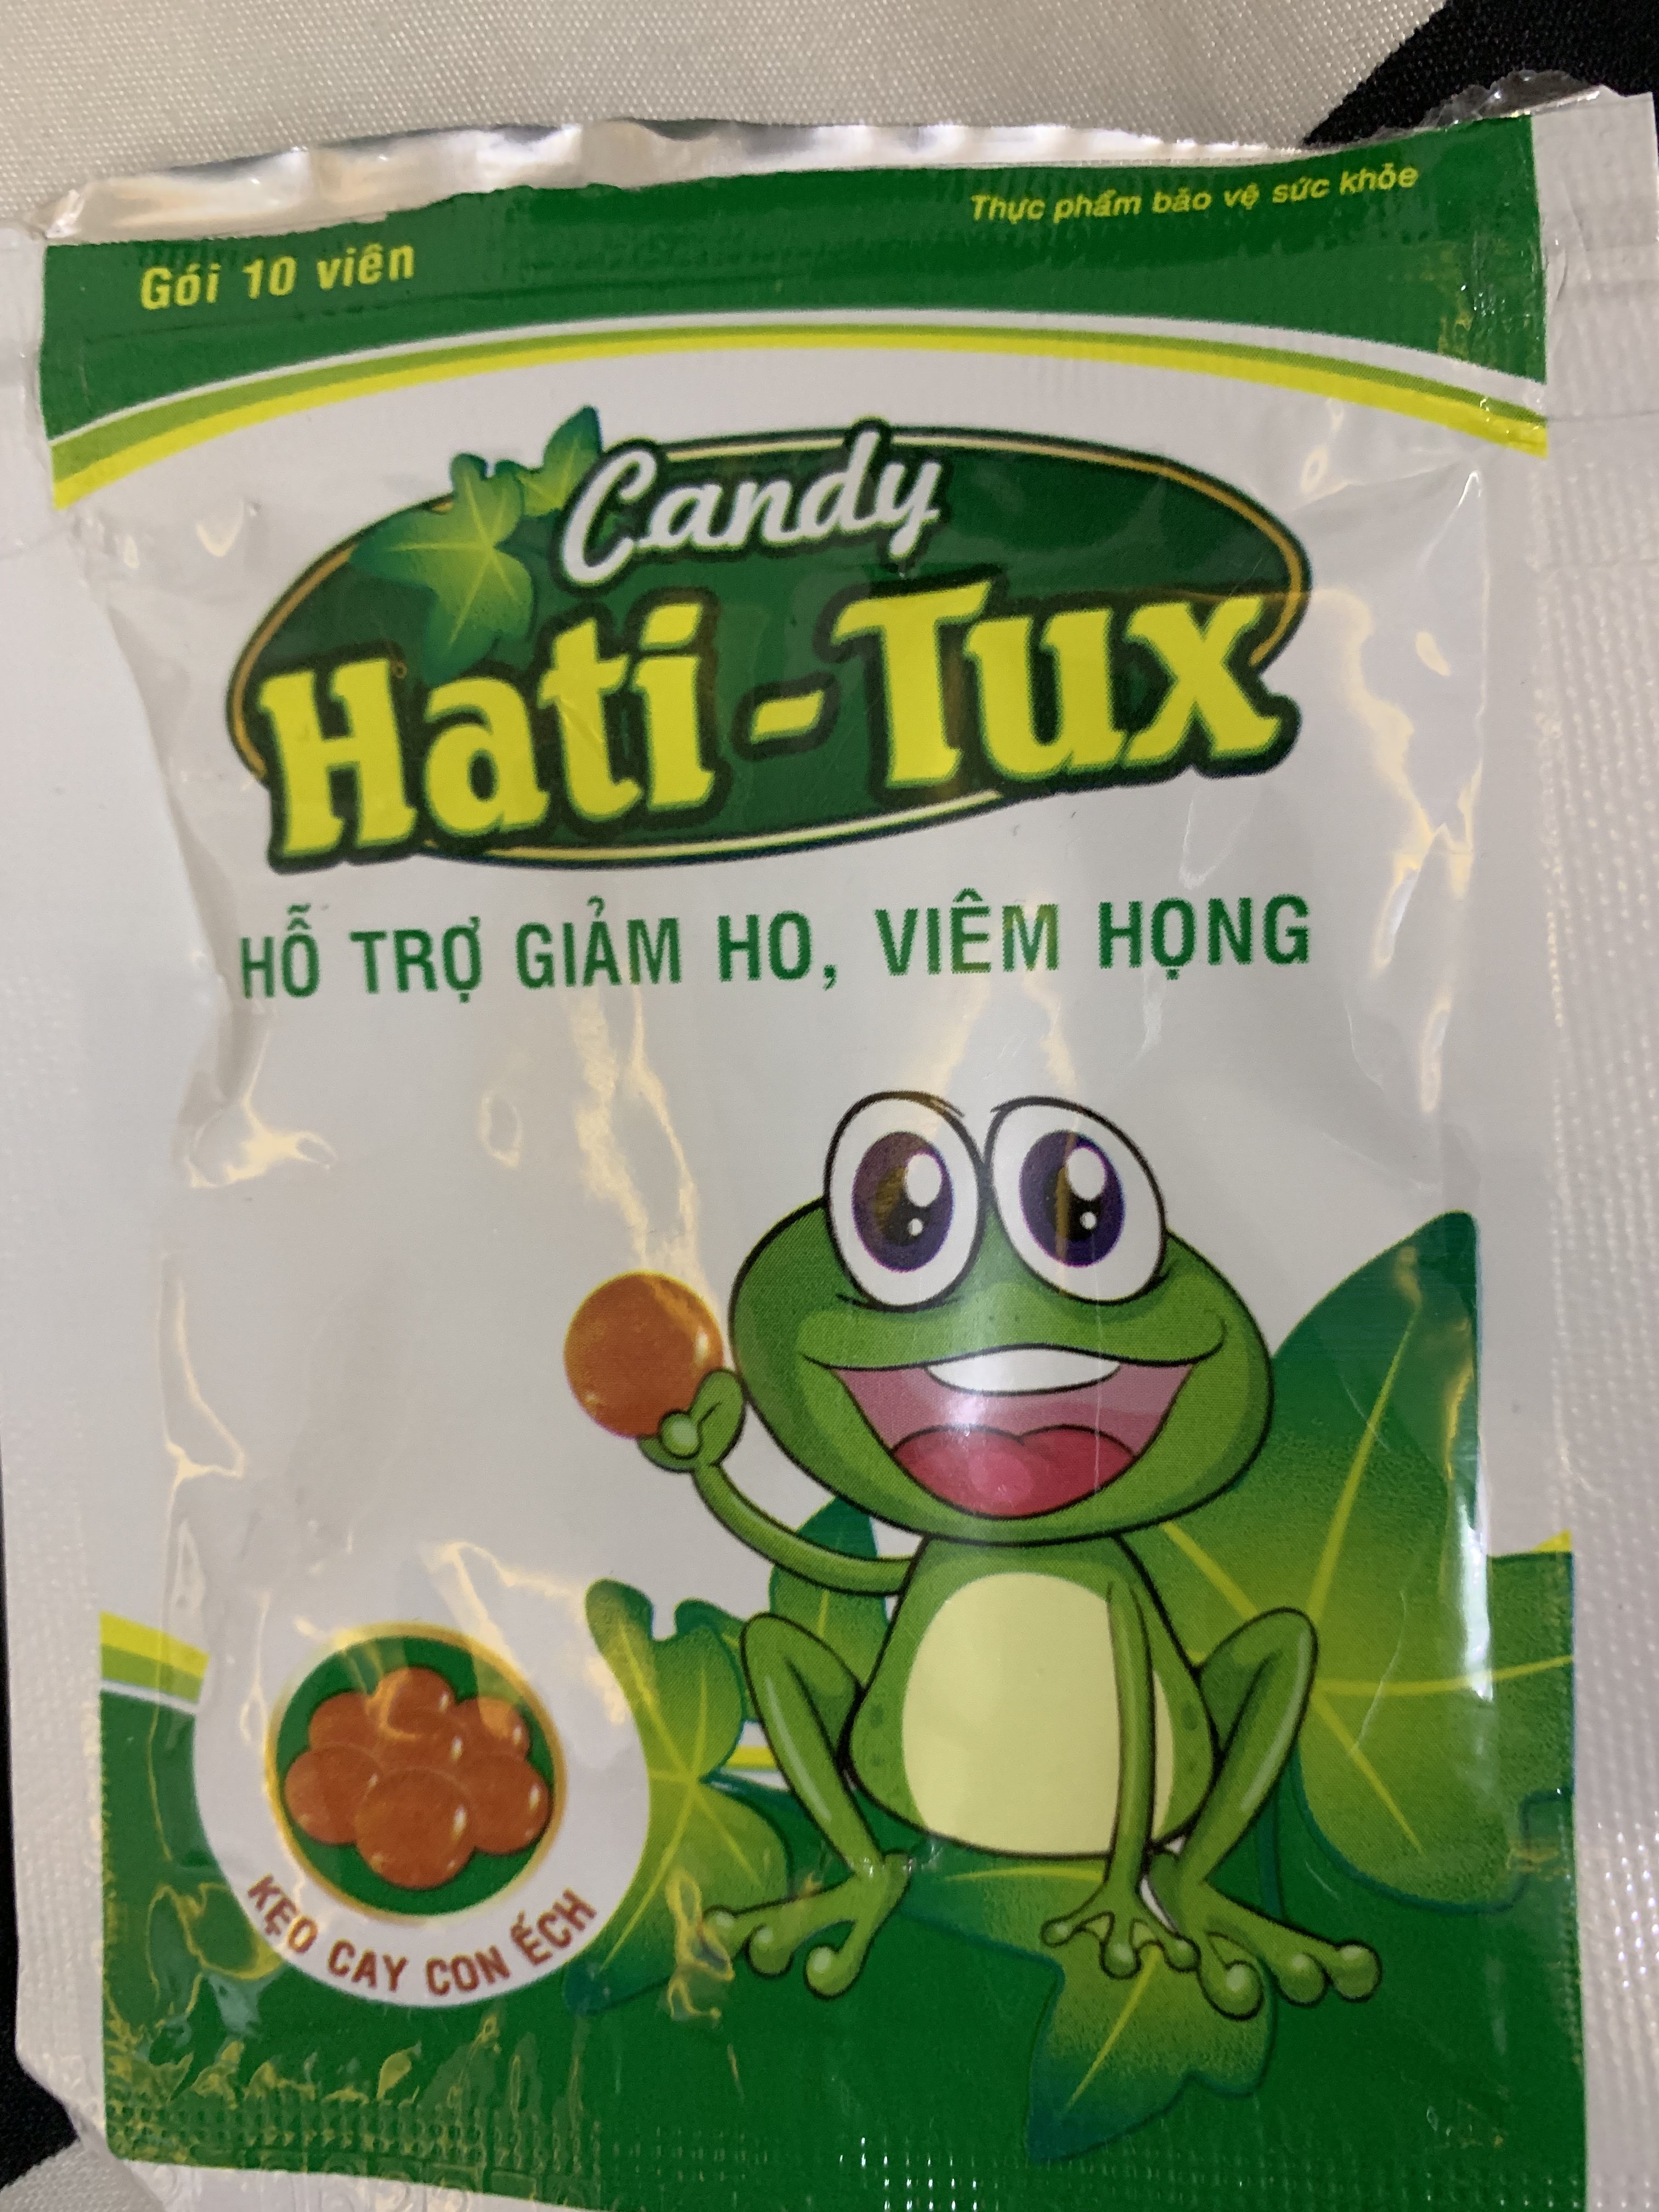 Thực phẩm bảo vệ sức khỏe
Gói 10 viên
Candy
Hati-Tux
HỖ TRỢ GIẢM HO, VIÊM HỌNG
KẸO CAY CON ẾCH